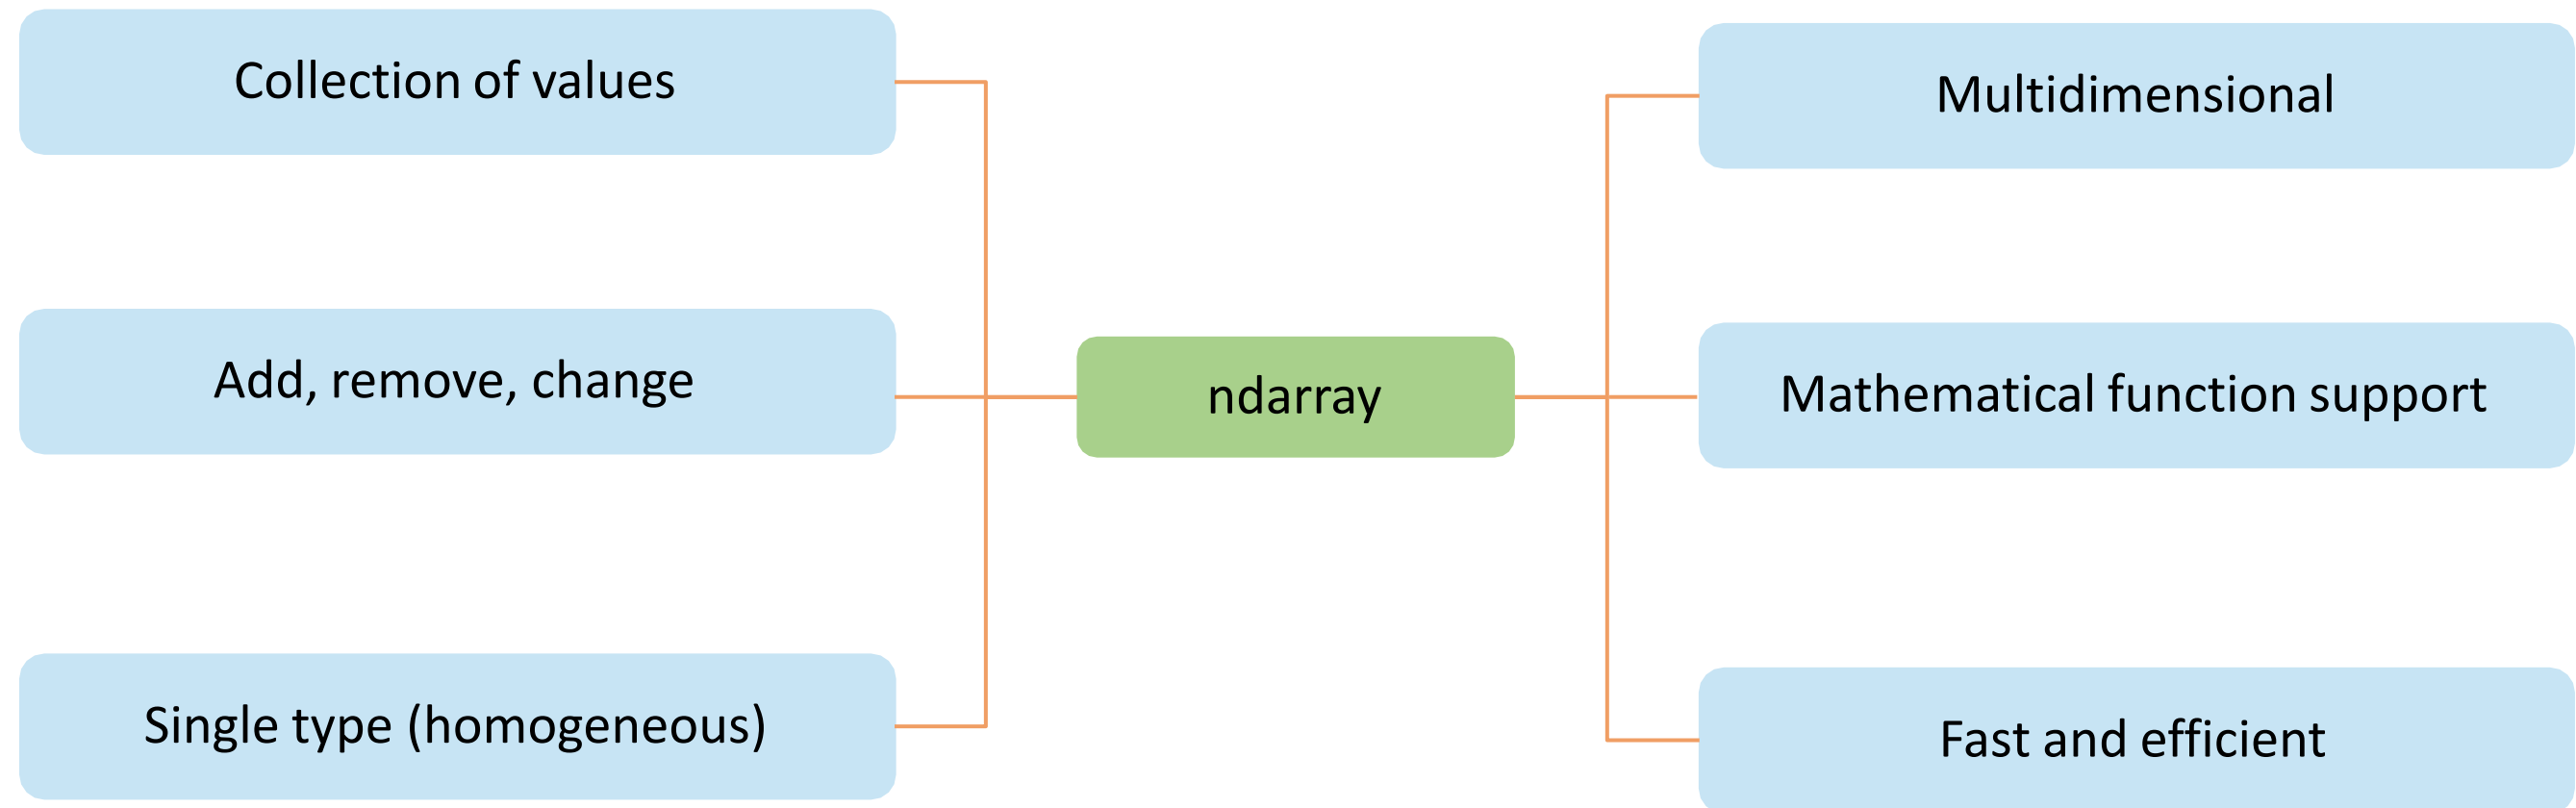 Collection of values
Add, remove, change
Single type (homogeneous)
ndarray
Multidimensional
Mathematical function support
Fast and efficient